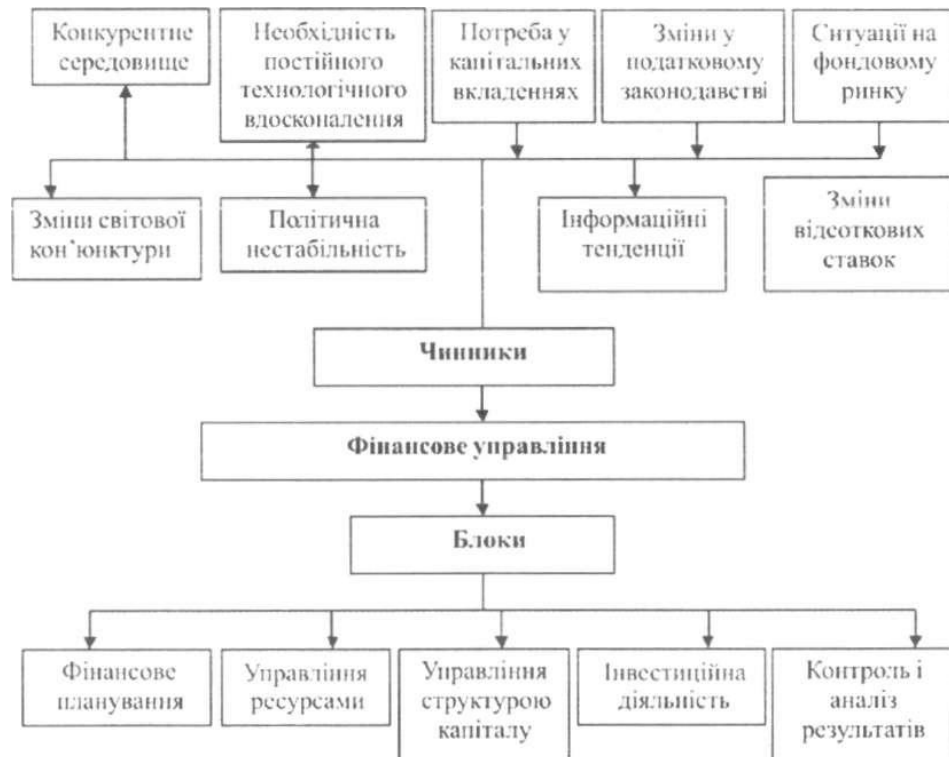 Конкурентне
середовище
Необхідність
постійного
технологічного
вдосконалення
Потреба у
капітальних
вкладеннях
Зміни у
податковому
законодавстві
Ситуації на
фондовому
ринку
Зміни світової
кон’юнктури
Політична
нестабільність
Інформаційні
тенденції
Зміни
відсоткових
ставок
Чинники
Фінансове управління
Блоки
Фінансове
планування
Управління
ресурсами
Управління
структурою
капіталу
Інвестиційна
діяльність
Контроль і
аналіз
результатів